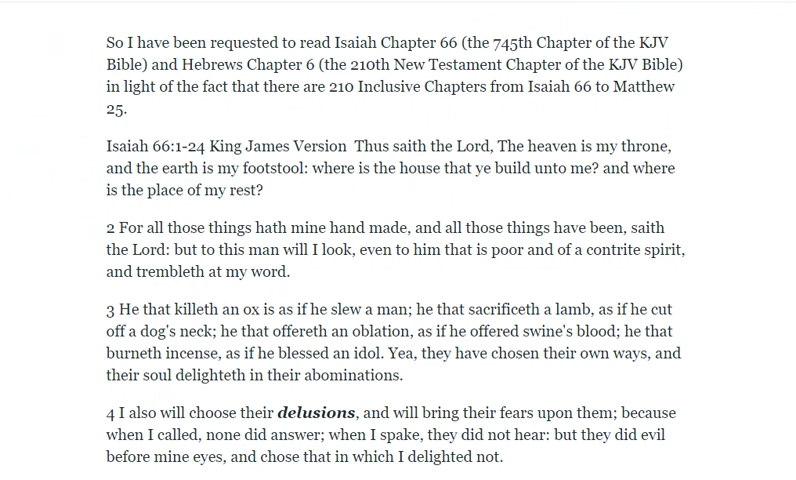 So I have been requested to read Isaiah Chapter 66 (the 745th Chapter of the KJV
Bible) and Hebrews Chapter 6 (the 210th New Testament Chapter of the KJV Bible)
in light of the fact that there are 210 Inclusive Chapters from Isaiah 66 to Matthew
25.
Isaiah 66:1-24 King James Version  Thus saith the Lord, The heaven is my throne,
and the earth is my footstool: where is the house that ye build unto me? and where
is the place of my rest?
2 For all those things hath mine hand made, and all those things have been, saith
the Lord: but to this man will I look, even to him that is poor and of a contrite spirit,
and trembleth at my word.
3 He that killeth an ox is as if he slew a man; he that sacrificeth a lamb, as if he cut
off a dog's neck; he that offereth an oblation, as if he offered swine's blood; he that
burneth incense, as if he blessed an idol. Yea, they have chosen their own ways, and
their soul delighteth in their abominations.
4 I also will choose their delusions, and will bring their fears upon them; because
when I called, none did answer; when I spake, they did not hear: but they did evil
before mine eyes, and chose that in which I delighted not.